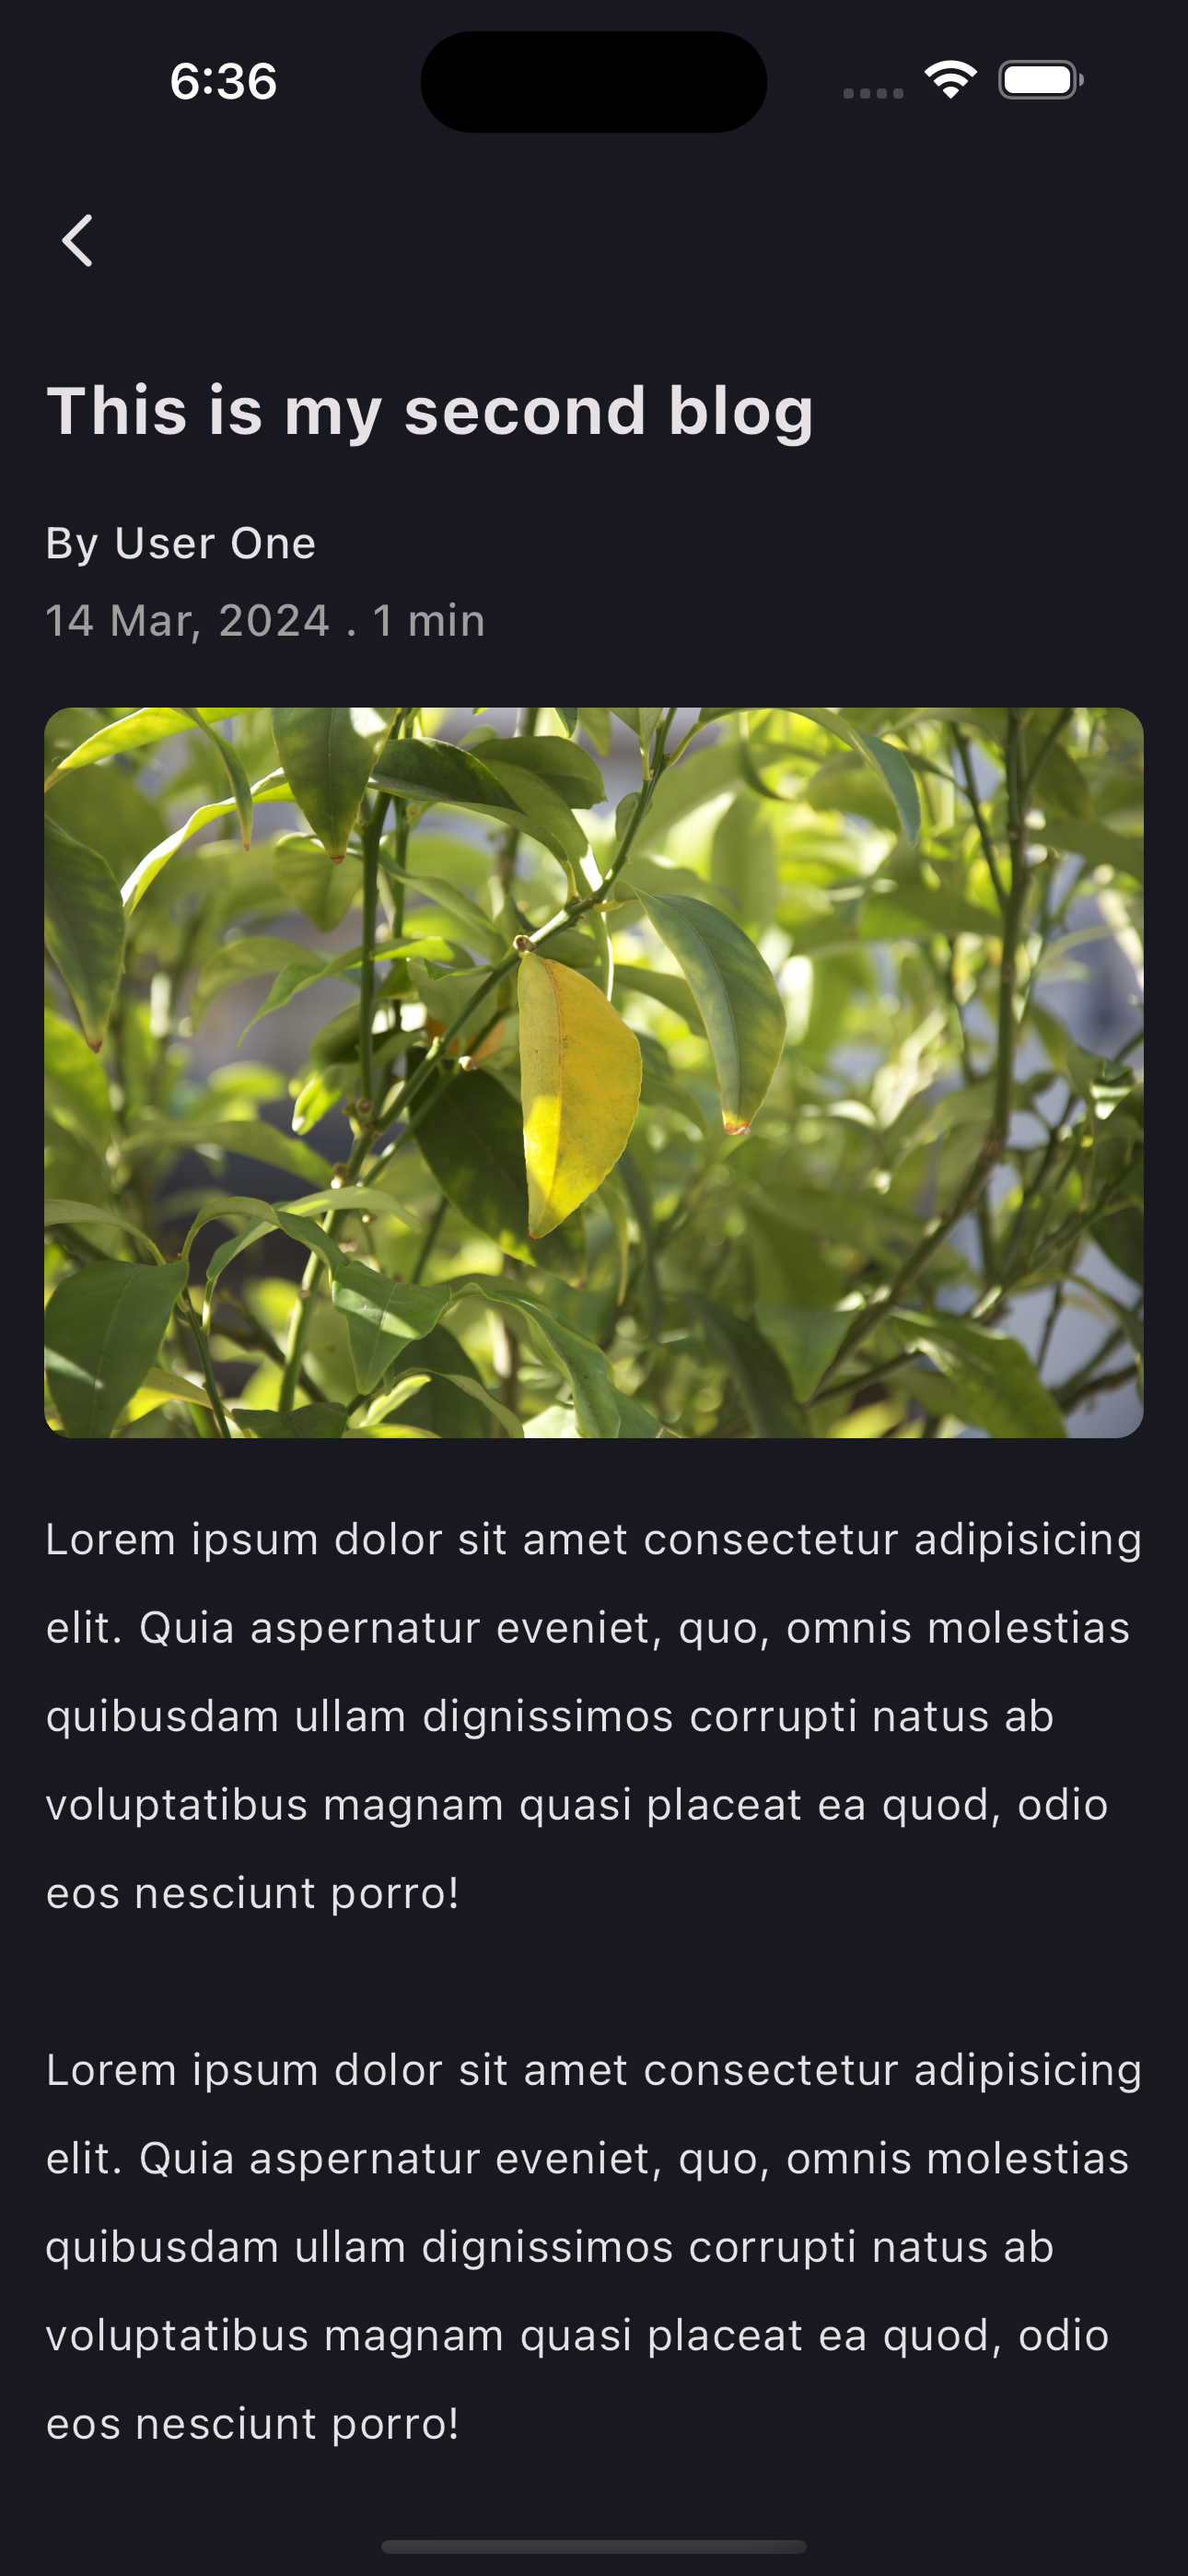 6:36
This is my second blog
By User One
14 Mar, 2024 . 1 min
Lorem ipsum dolor sit amet consectetur adipisicing
elit. Quia aspernatur eveniet, quo, omnis molestias
quibusdam ullam dignissimos corrupti natus ab
voluptatibus magnam quasi placeat ea quod, odio
eos nesciunt porro!
Lorem ipsum dolor sit amet consectetur adipisicing
elit. Quia aspernatur eveniet, quo, omnis molestias
quibusdam ullam dignissimos corrupti natus ab
voluptatibus magnam quasi placeat ea quod, odio
eos nesciunt porro!